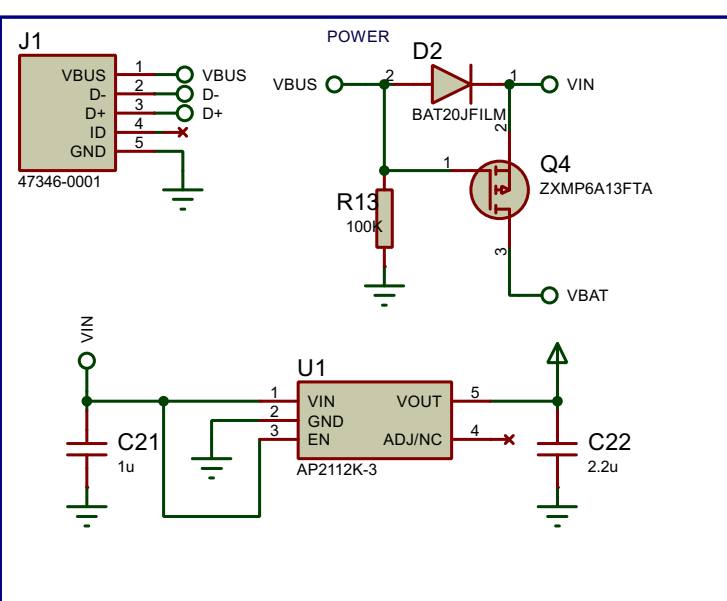 POWER
J1
VBUS 1 VBUS
D- 2 D-
D+ 3 D+
ID 4
GND 5
47346-0001
D2
VBUS 2 1 VIN
BAT20JFILM
2
1
Q4
ZXMP6A13FTA
R13
100K
3
VBAT
VIN
U1
1 VIN VOUT 5
2 GND
3 EN ADJ/NC 4
AP2112K-3
C21
1u
C22
2.2u